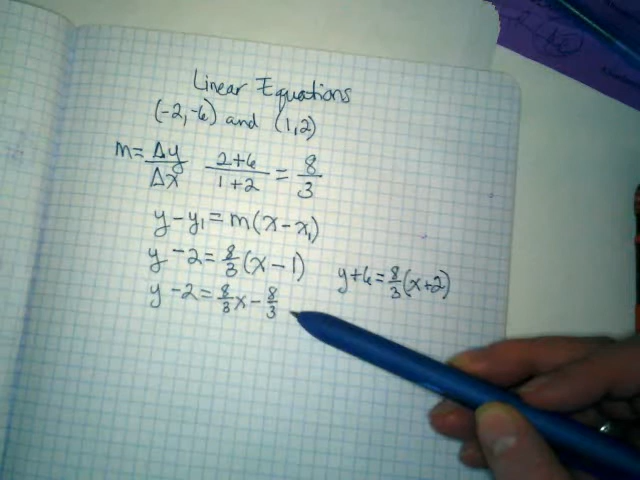 Linear Equations
(-2,-6) and (1,2)
m = Δy/Δx (2+6)/(1+2) = 8/3
y - y₁ = m(x - x₁)
y - 2 = 8/3(x - 1)
y + 6 = 8/3(x+2)
y - 2 = 8/3x - 8/3